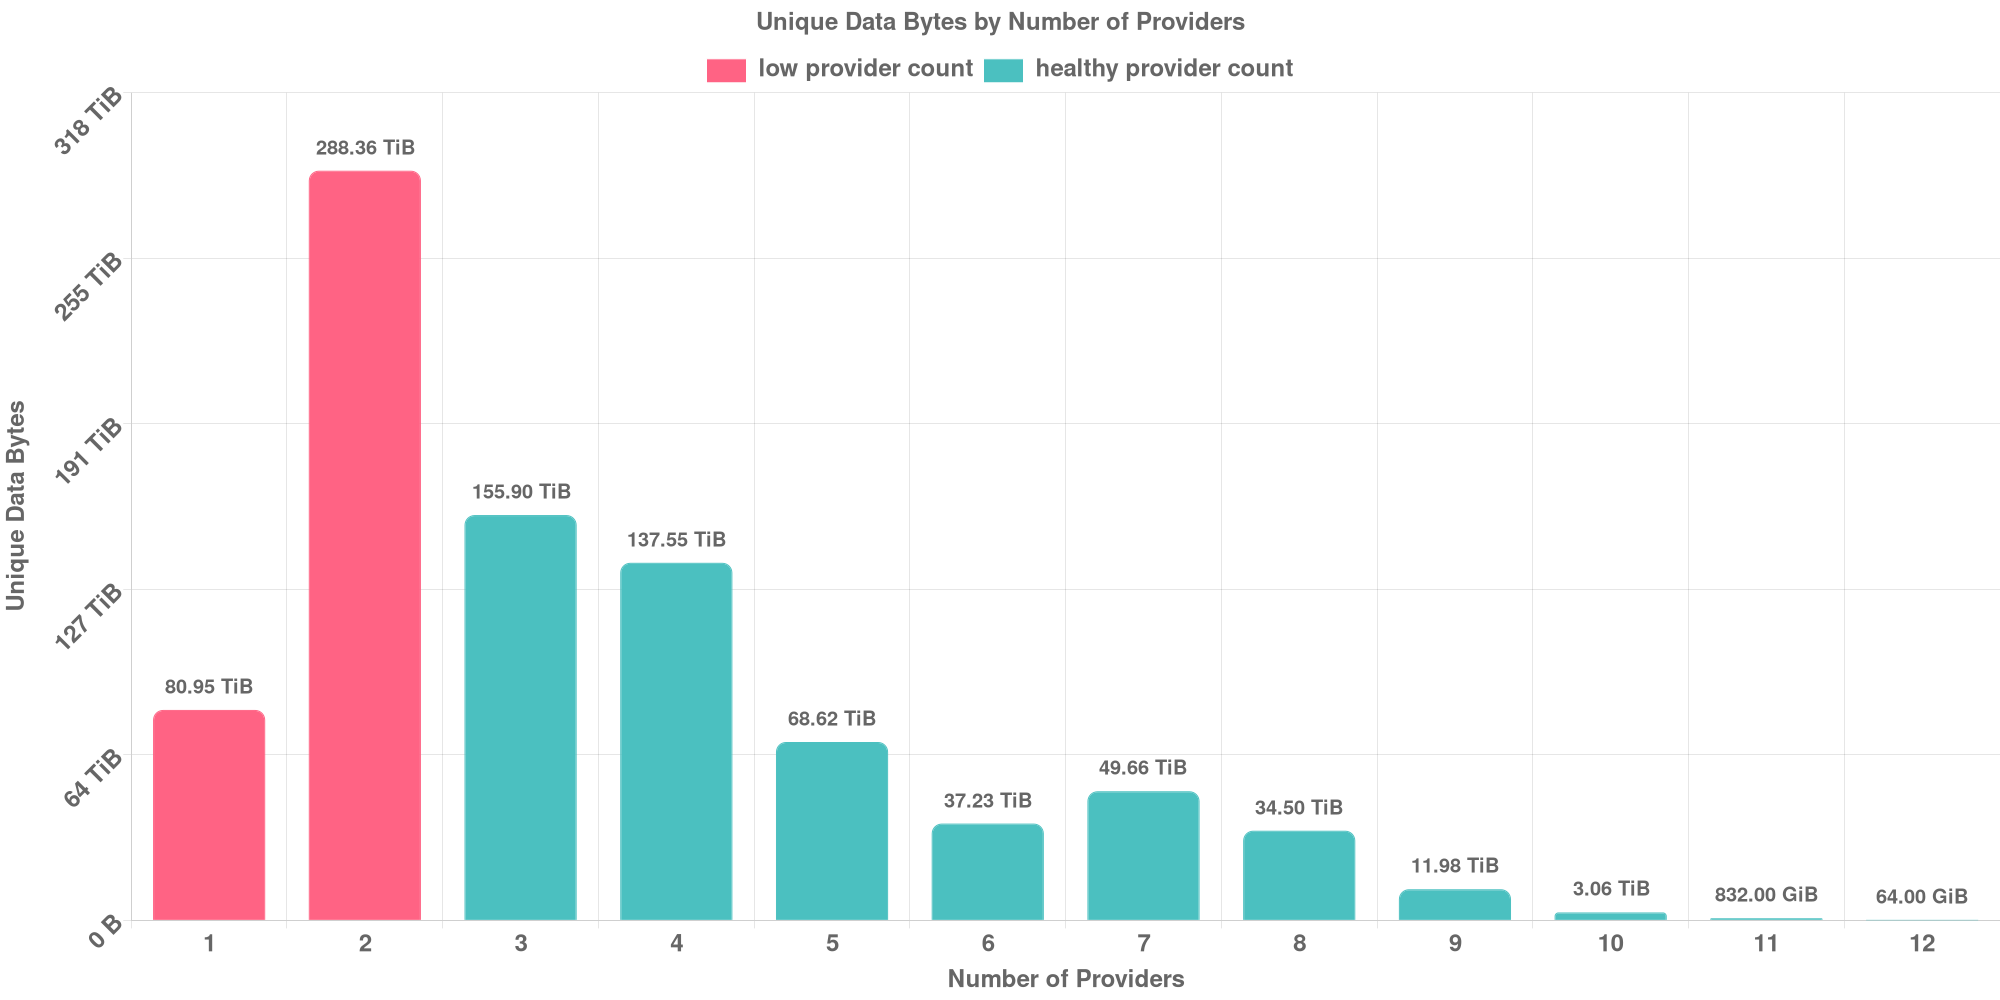 Unique Data Bytes by Number of Providers
low provider count healthy provider count
Unique Data Bytes
318 TiB
255 TiB
191 TiB
127 TiB
64 TiB
0 B
80.95 TiB
288.36 TiB
155.90 TiB
137.55 TiB
68.62 TiB
37.23 TiB
49.66 TiB
34.50 TiB
11.98 TiB
3.06 TiB
832.00 GiB
64.00 GiB
1 2 3 4 5 6 7 8 9 10 11 12
Number of Providers